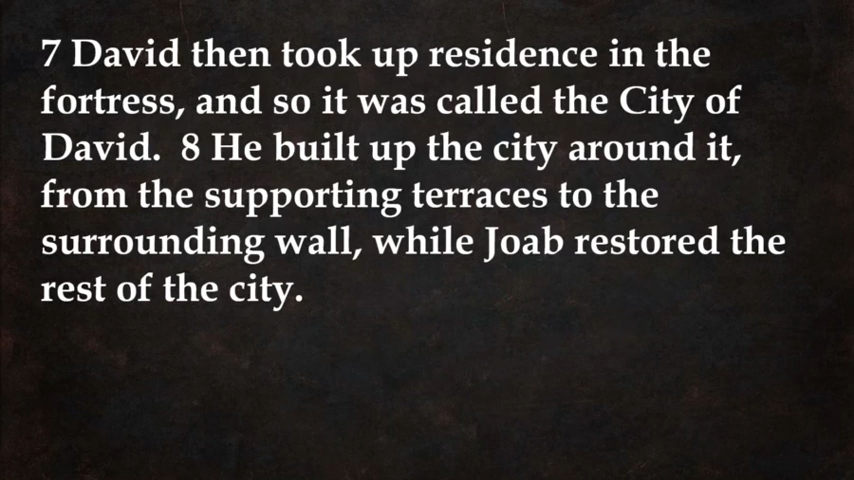 7 David then took up residence in the
fortress, and so it was called the City of
David.  8 He built up the city around it,
from the supporting terraces to the
surrounding wall, while Joab restored the
rest of the city.